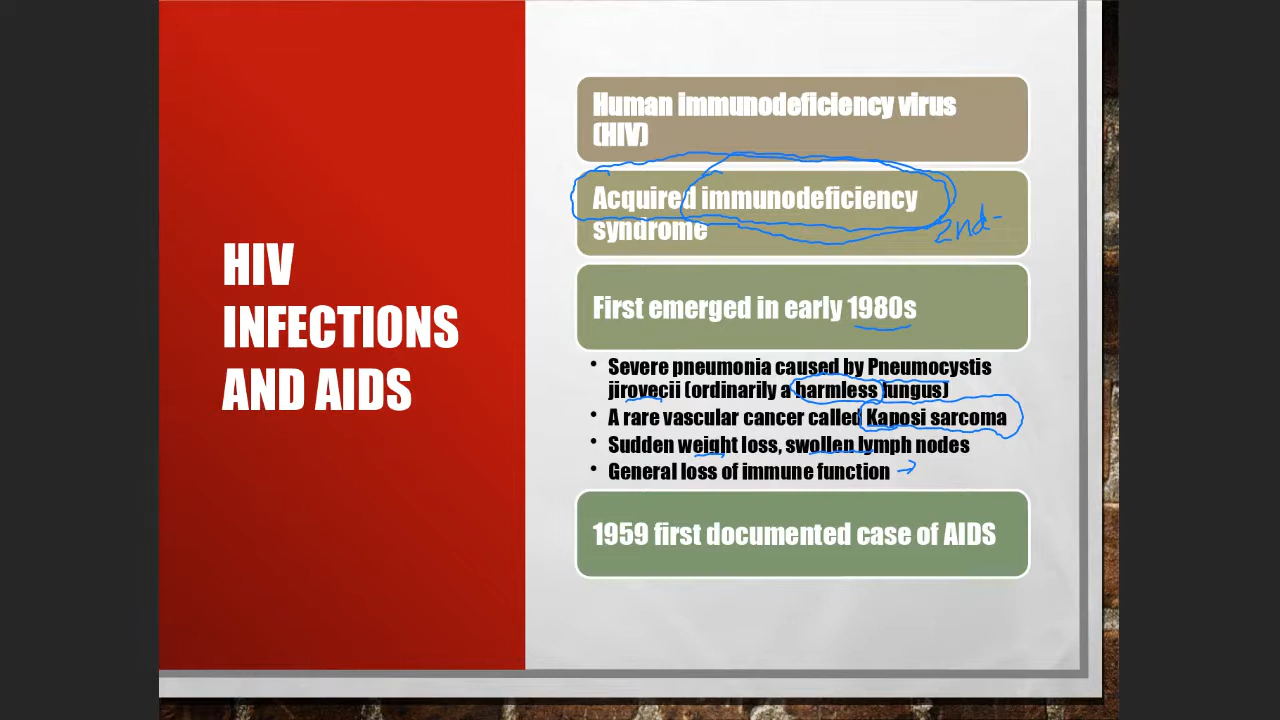 HIV
INFECTIONS
AND AIDS
Human immunodeficiency virus
(HIV)
Acquired immunodeficiency
syndrome
2nd-
First emerged in early 1980s
• Severe pneumonia caused by Pneumocystis
jirovecii (ordinarily a harmless fungus)
• A rare vascular cancer called Kaposi sarcoma
• Sudden weight loss, swollen lymph nodes
• General loss of immune function →
1959 first documented case of AIDS